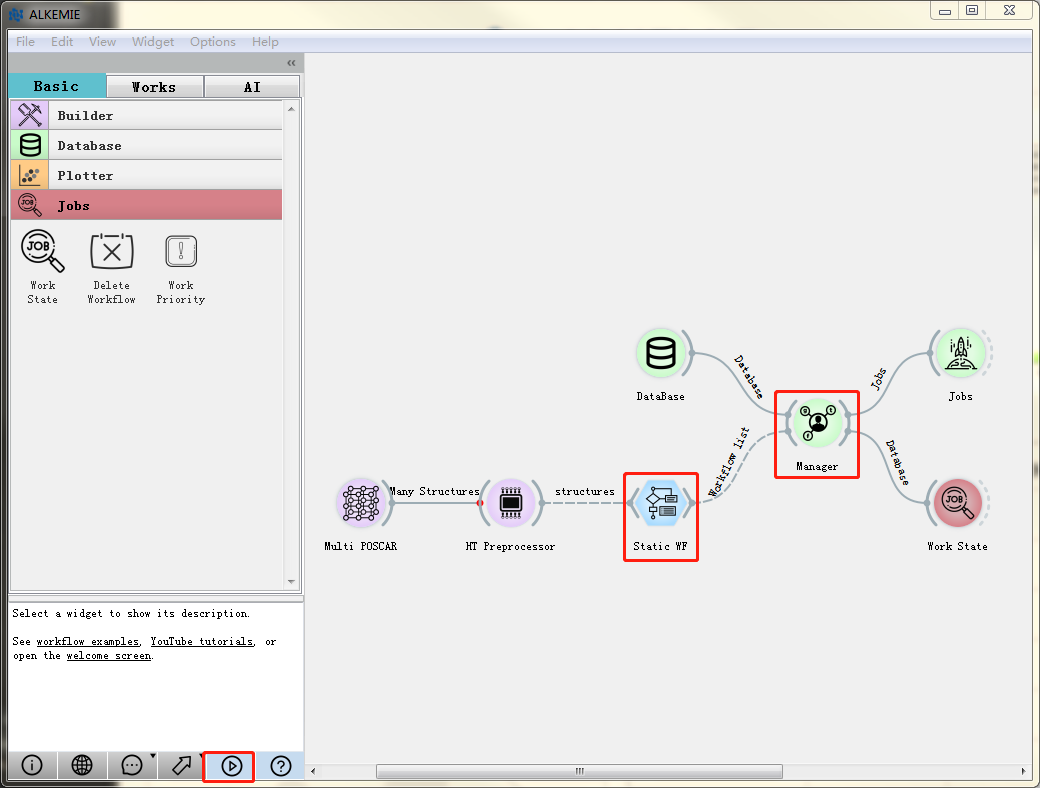 ALKEMIE
File Edit View Widget Options Help
«
Basic Works AI
Builder
Database
Plotter
Jobs
JOB
Work
State
Delete
Workflow
Work
Priority
DataBase
Database
Jobs
Jobs
Manager
Workflow list
Database
Many Structures
structures
Multi POSCAR
HT Preprocessor
Static WF
JOB
Work State
Select a widget to show its description.
See workflow examples, YouTube tutorials, or
open the welcome screen.